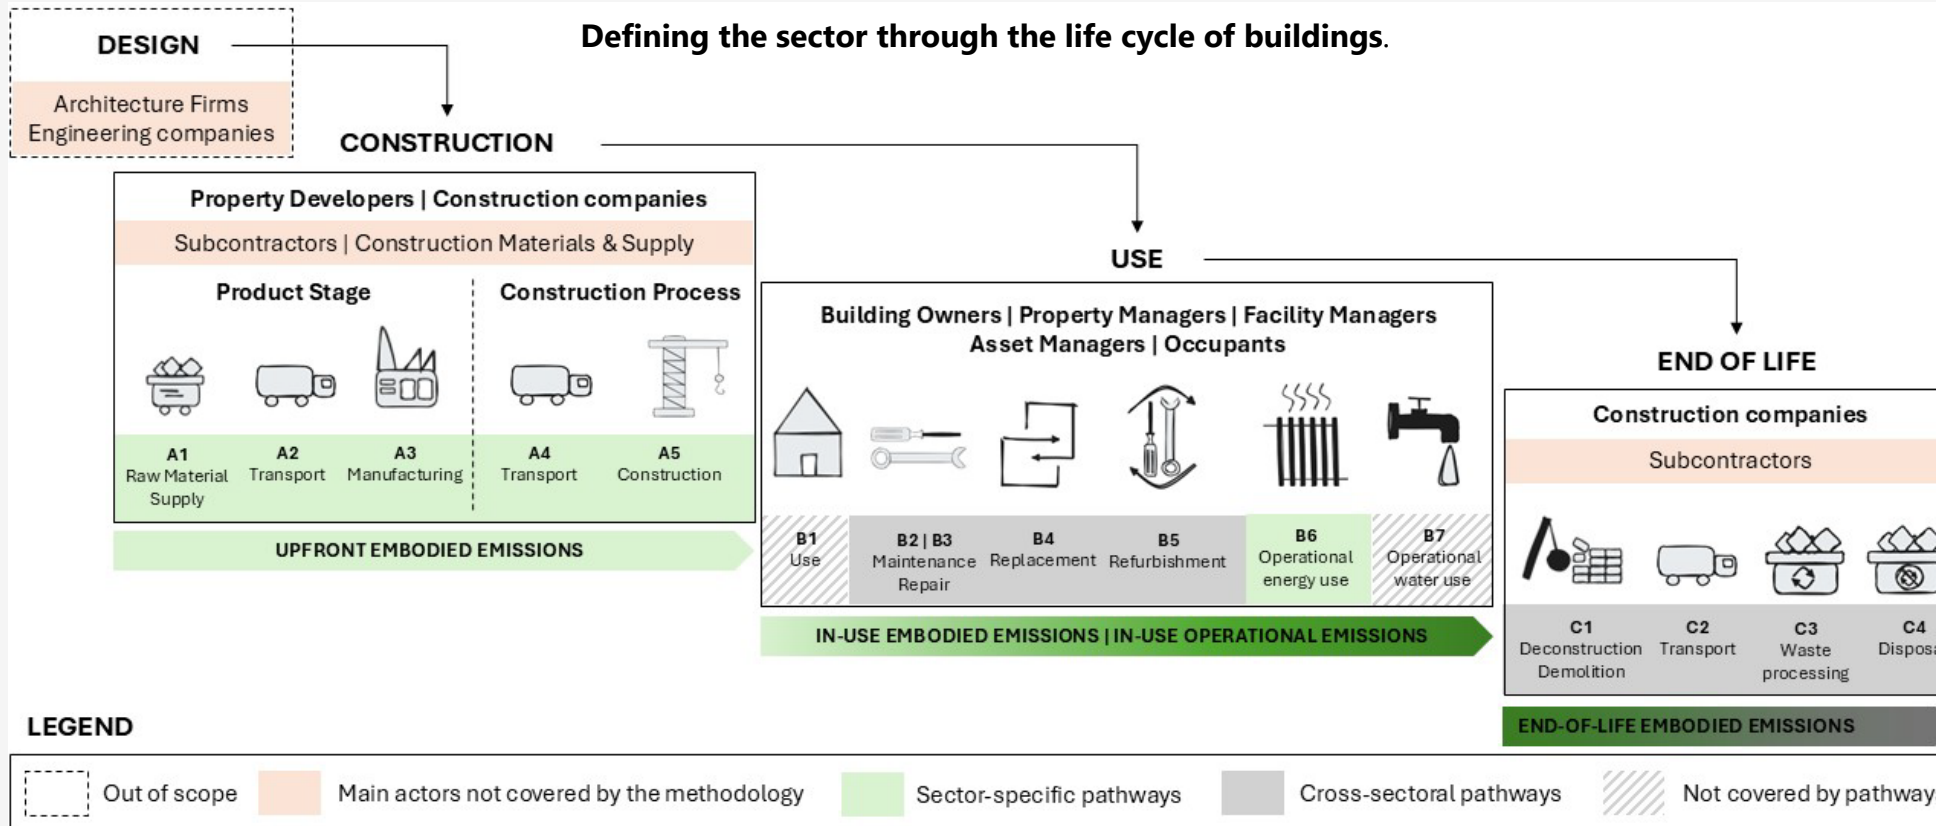 Defining the sector through the life cycle of buildings.
DESIGN
Architecture Firms
Engineering companies
CONSTRUCTION
Property Developers | Construction companies
Subcontractors | Construction Materials & Supply
Product Stage
Construction Process
A1
Raw Material
Supply
A2
Transport
A3
Manufacturing
A4
Transport
A5
Construction
UPFRONT EMBODIED EMISSIONS
USE
Building Owners | Property Managers | Facility Managers
Asset Managers | Occupants
B1
Use
B2 | B3
Maintenance
Repair
B4
Replacement
B5
Refurbishment
B6
Operational
energy use
B7
Operational
water use
IN-USE EMBODIED EMISSIONS | IN-USE OPERATIONAL EMISSIONS
END OF LIFE
Construction companies
Subcontractors
C1
Deconstruction
Demolition
C2
Transport
C3
Waste
processing
C4
END-OF-LIFE EMBODIED EMISSIONS
LEGEND
Out of scope
Main actors not covered by the methodology
Sector-specific pathways
Cross-sectoral pathways
Not covered by